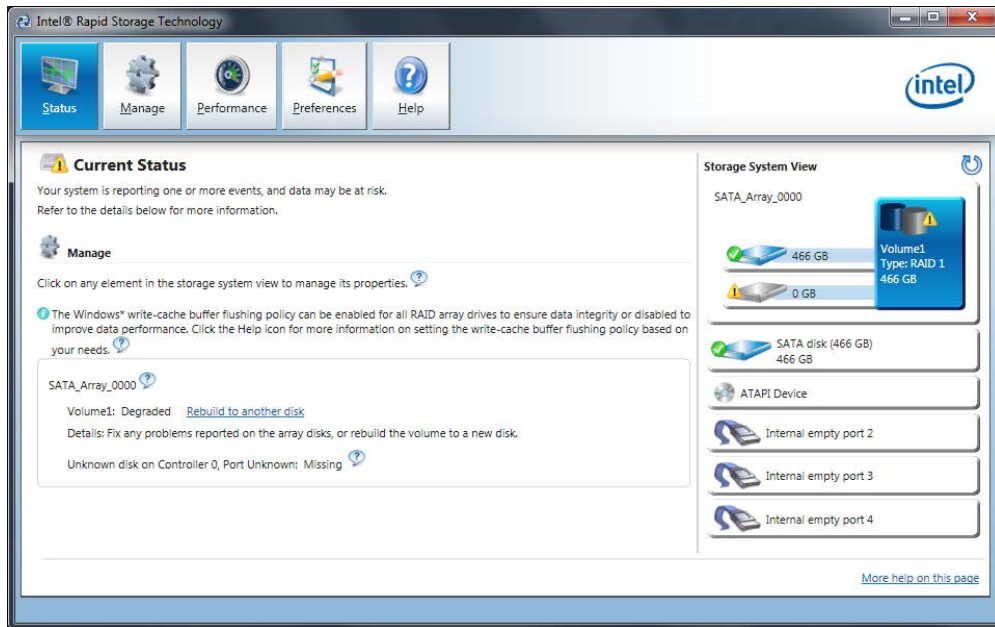 Intel® Rapid Storage Technology
Status
Manage
Performance
Preferences
Help
intel
Current Status
Your system is reporting one or more events, and data may be at risk.
Refer to the details below for more information.
Manage
Click on any element in the storage system view to manage its properties.
The Windows* write-cache buffer flushing policy can be enabled for all RAID array drives to ensure data integrity or disabled to
improve data performance. Click the Help icon for more information on setting the write-cache buffer flushing policy based on
your needs.
SATA_Array_0000
Volume1: Degraded Rebuild to another disk
Details: Fix any problems reported on the array disks, or rebuild the volume to a new disk.
Unknown disk on Controller 0, Port Unknown: Missing
Storage System View
SATA_Array_0000
466 GB
0 GB
Volume1
Type: RAID 1
466 GB
SATA disk (466 GB)
466 GB
ATAPI Device
Internal empty port 2
Internal empty port 3
Internal empty port 4
More help on this page